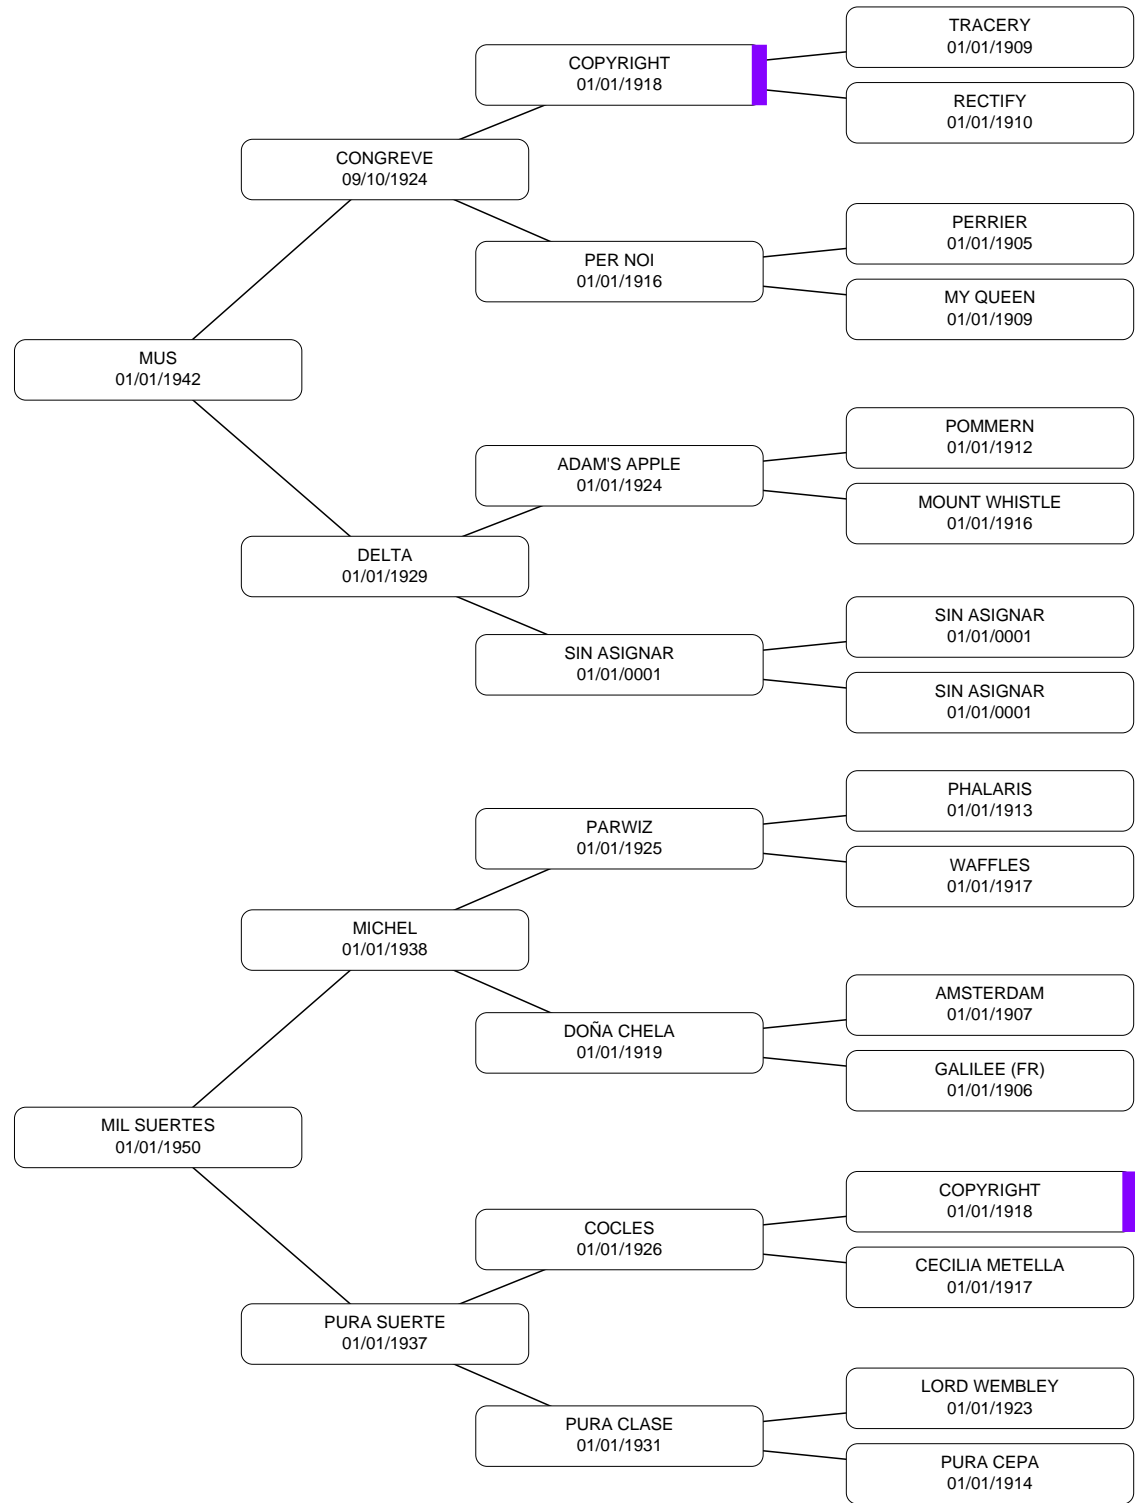 TRACERY
01/01/1909
COPYRIGHT
01/01/1918
RECTIFY
01/01/1910
CONGREVE
09/10/1924
PERRIER
01/01/1905
PER NOI
01/01/1916
MY QUEEN
01/01/1909
MUS
01/01/1942
POMMERN
01/01/1912
ADAM'S APPLE
01/01/1924
MOUNT WHISTLE
01/01/1916
DELTA
01/01/1929
SIN ASIGNAR
01/01/0001
SIN ASIGNAR
01/01/0001
SIN ASIGNAR
01/01/0001
PHALARIS
01/01/1913
PARWIZ
01/01/1925
WAFFLES
01/01/1917
MICHEL
01/01/1938
AMSTERDAM
01/01/1907
DOÑA CHELA
01/01/1919
GALILEE (FR)
01/01/1906
MIL SUERTES
01/01/1950
COPYRIGHT
01/01/1918
COCLES
01/01/1926
CECILIA METELLA
01/01/1917
PURA SUERTE
01/01/1937
LORD WEMBLEY
01/01/1923
PURA CLASE
01/01/1931
PURA CEPA
01/01/1914